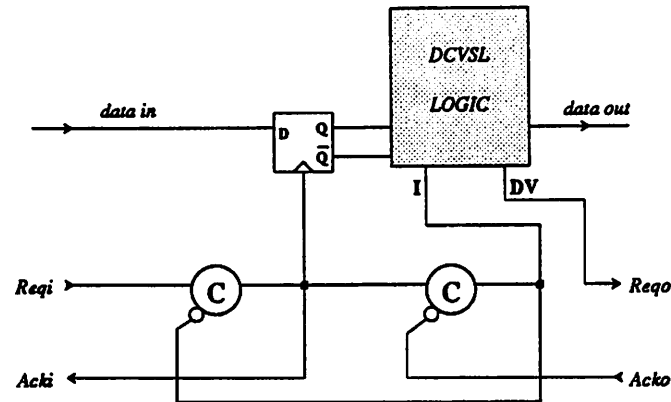 DCVSL
LOGIC
data in
data out
D
Q
Q̅
I
DV
Reqi
C
C
Reqo
Acki
Acko